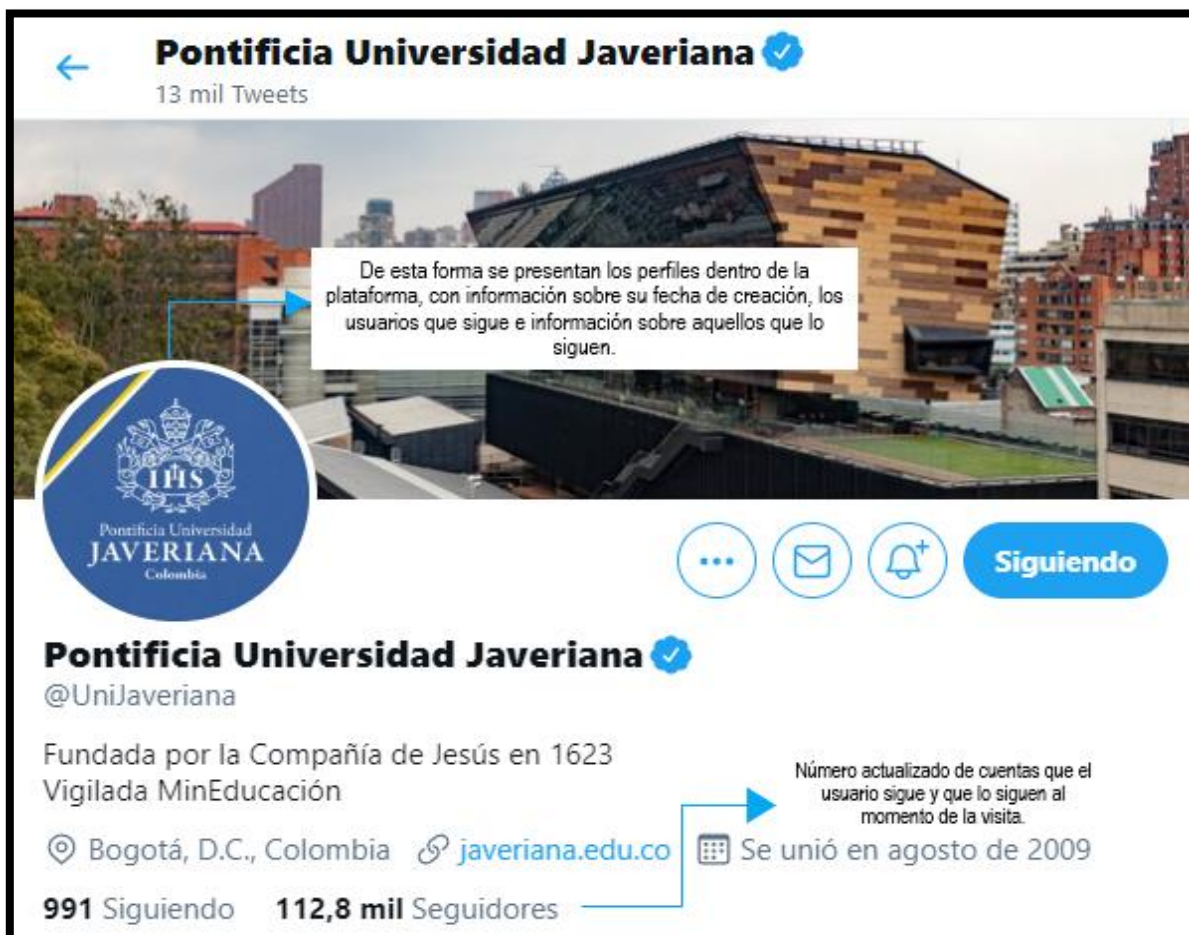 Pontificia Universidad Javeriana
13 mil Tweets
De esta forma se presentan los perfiles dentro de la
plataforma, con información sobre su fecha de creación, los
usuarios que sigue e información sobre aquellos que lo
siguen.
IHS
Pontificia Universidad
JAVERIANA
Colombia
Siguiendo
Pontificia Universidad Javeriana
@UniJaveriana
Fundada por la Compañía de Jesús en 1623
Vigilada MinEducación
Número actualizado de cuentas que el
usuario sigue y que lo siguen al
momento de la visita.
Bogotá, D.C., Colombia javeriana.edu.co Se unió en agosto de 2009
991 Siguiendo 112,8 mil Seguidores